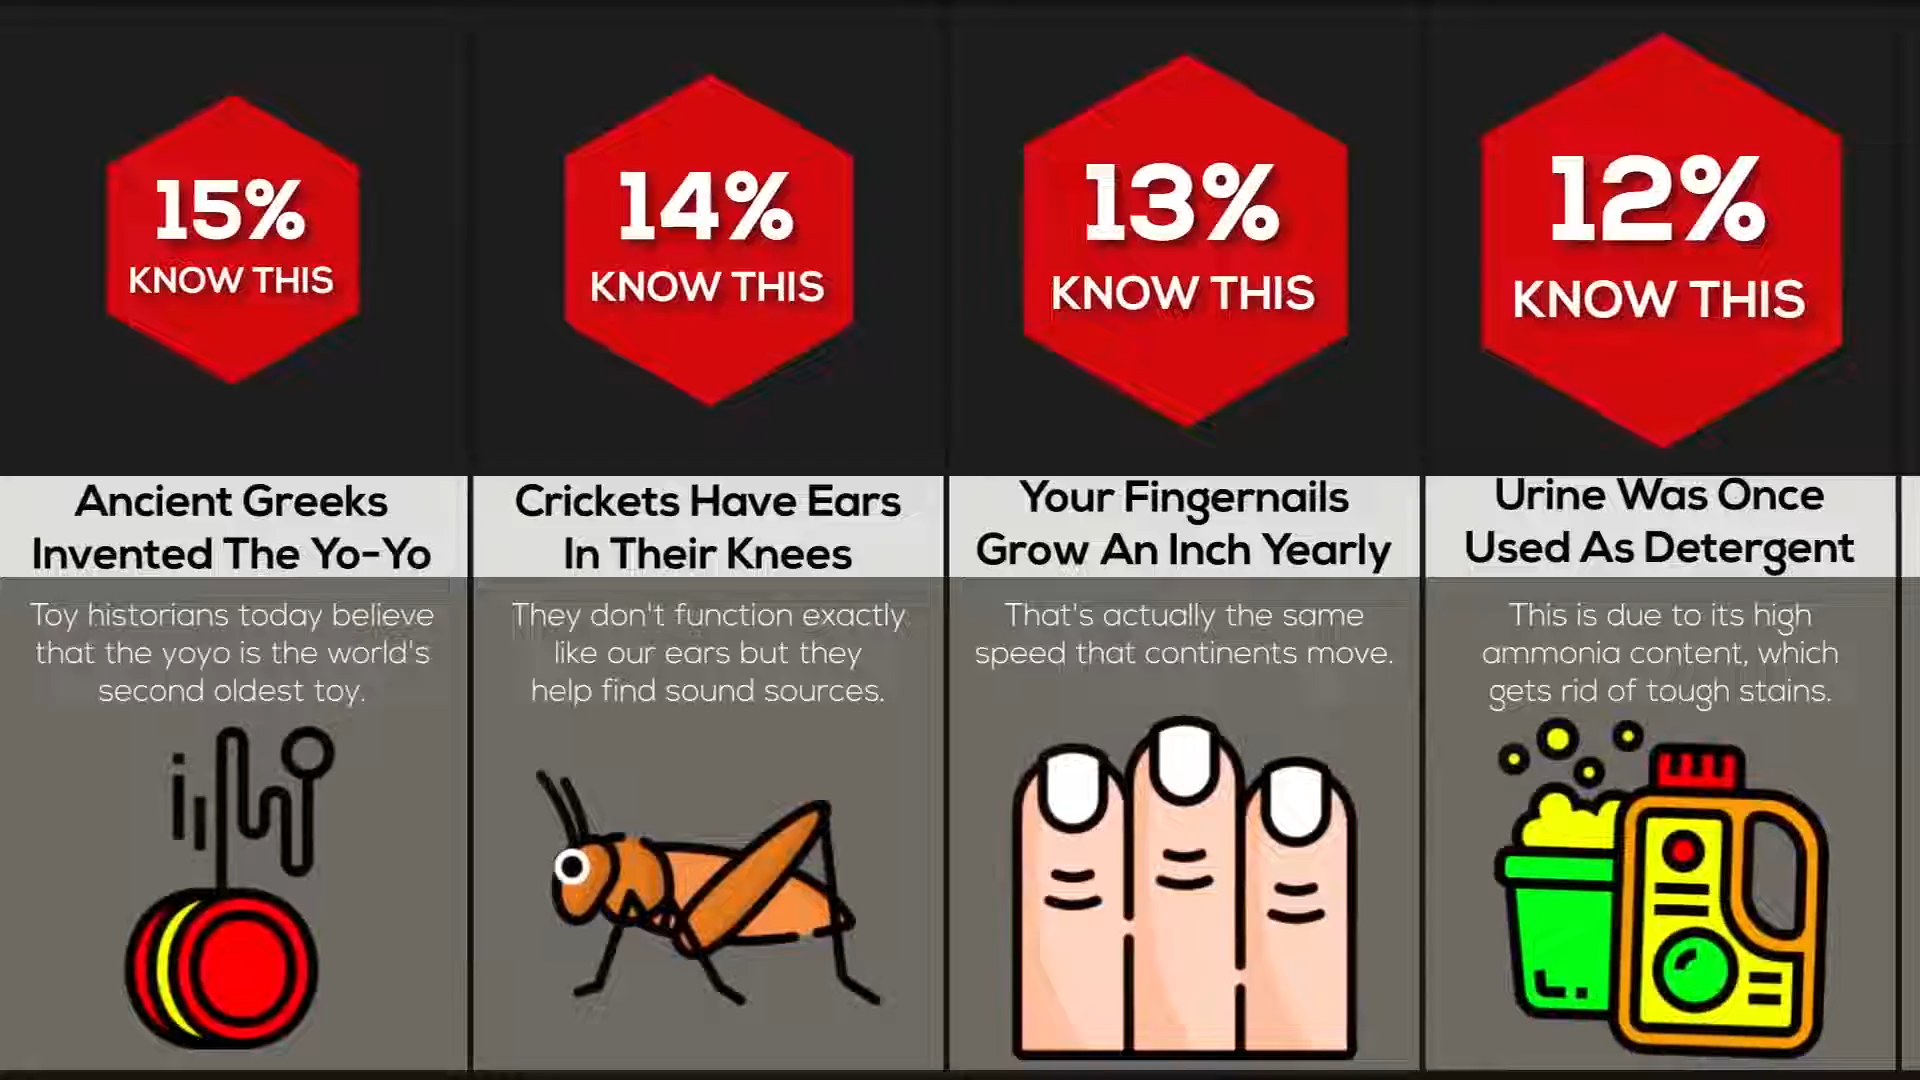 15%
KNOW THIS
Ancient Greeks
Invented The Yo-Yo
Toy historians today believe
that the yoyo is the world's
second oldest toy.
14%
KNOW THIS
Crickets Have Ears
In Their Knees
They don't function exactly
like our ears but they
help find sound sources.
13%
KNOW THIS
Your Fingernails
Grow An Inch Yearly
That's actually the same
speed that continents move.
12%
KNOW THIS
Urine Was Once
Used As Detergent
This is due to its high
ammonia content, which
gets rid of tough stains.